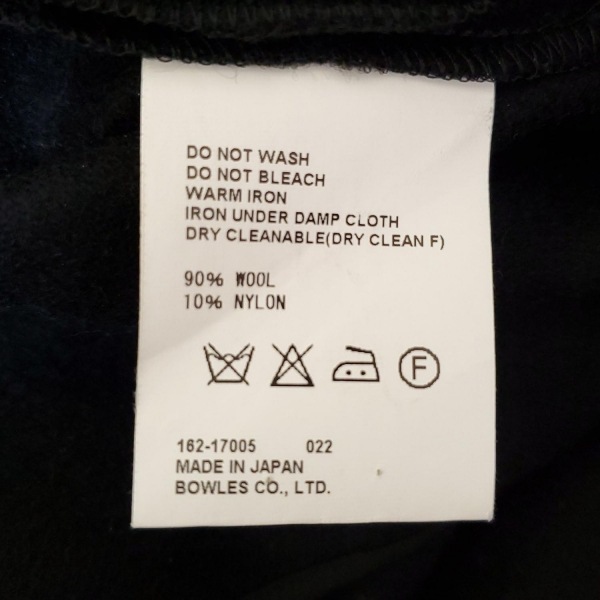 DO NOT WASH
DO NOT BLEACH
WARM IRON
IRON UNDER DAMP CLOTH
DRY CLEANABLE(DRY CLEAN F)
90% WOOL
10% NYLON
F
162-17005 022
MADE IN JAPAN
BOWLES CO., LTD.